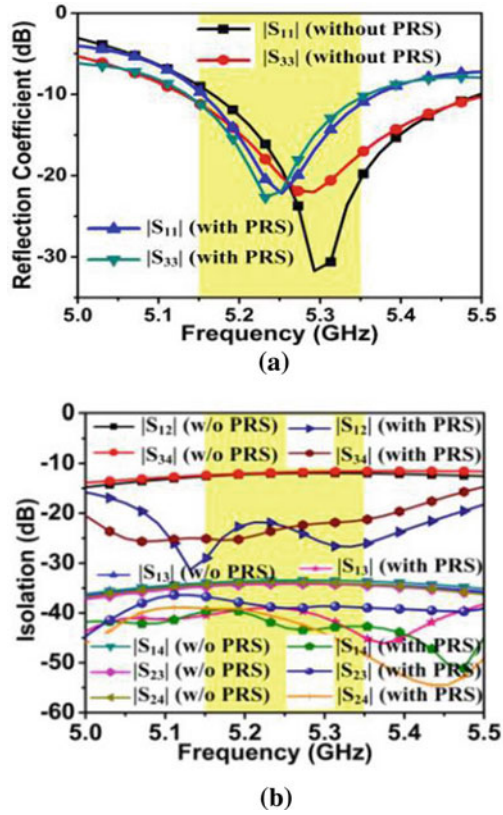 0
-10
-20
-30
Reflection Coefficient (dB)
|S11| (without PRS)
|S33| (without PRS)
|S11| (with PRS)
|S33| (with PRS)
5.0 5.1 5.2 5.3 5.4 5.5
Frequency (GHz)
(a)
0
-10
-20
-30
-40
-50
-60
Isolation (dB)
|S12| (w/o PRS) |S12| (with PRS)
|S34| (w/o PRS) |S34| (with PRS)
|S13| (w/o PRS) |S13| (with PRS)
|S14| (w/o PRS) |S14| (with PRS)
|S23| (w/o PRS) |S23| (with PRS)
|S24| (w/o PRS) |S24| (with PRS)
5.0 5.1 5.2 5.3 5.4 5.5
Frequency (GHz)
(b)